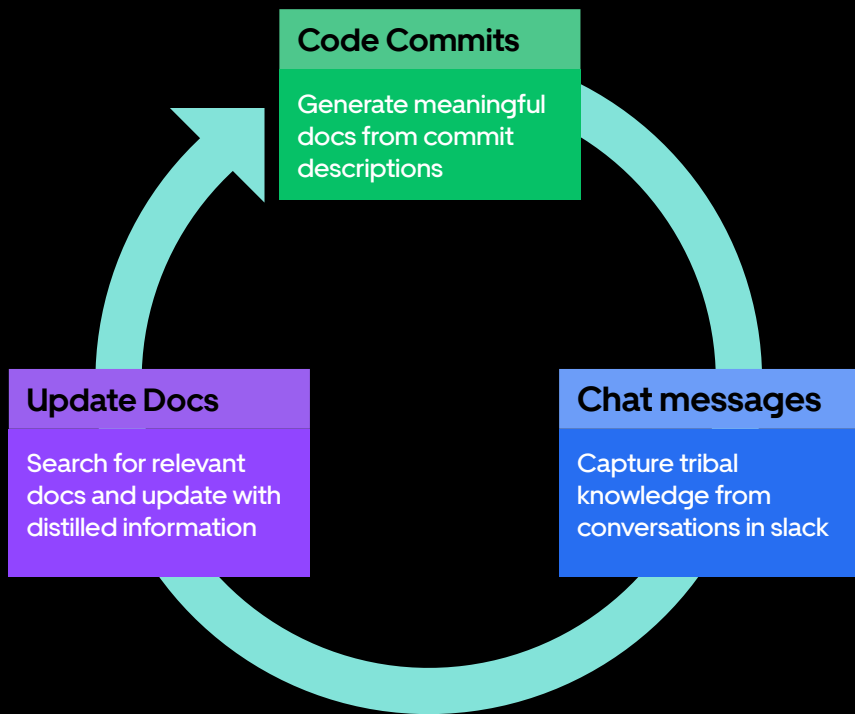 Code Commits
Generate meaningful
docs from commit
descriptions
Update Docs
Search for relevant
docs and update with
distilled information
Chat messages
Capture tribal
knowledge from
conversations in slack